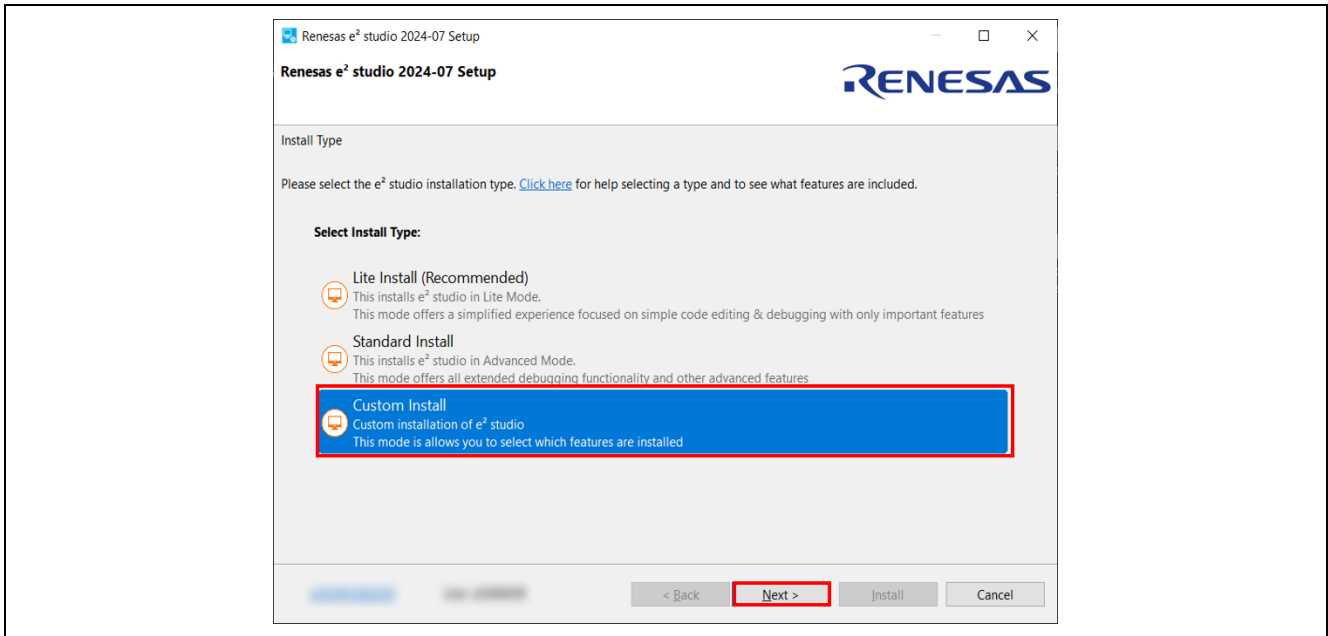 Renesas e² studio 2024-07 Setup
Renesas e² studio 2024-07 Setup
RENESAS
Install Type
Please select the e² studio installation type. Click here for help selecting a type and to see what features are included.
Select Install Type:
Lite Install (Recommended)
This installs e² studio in Lite Mode.
This mode offers a simplified experience focused on simple code editing & debugging with only important features
Standard Install
This installs e² studio in Advanced Mode.
This mode offers all extended debugging functionality and other advanced features
Custom Install
Custom installation of e² studio
This mode is allows you to select which features are installed
< Back Next > Install Cancel